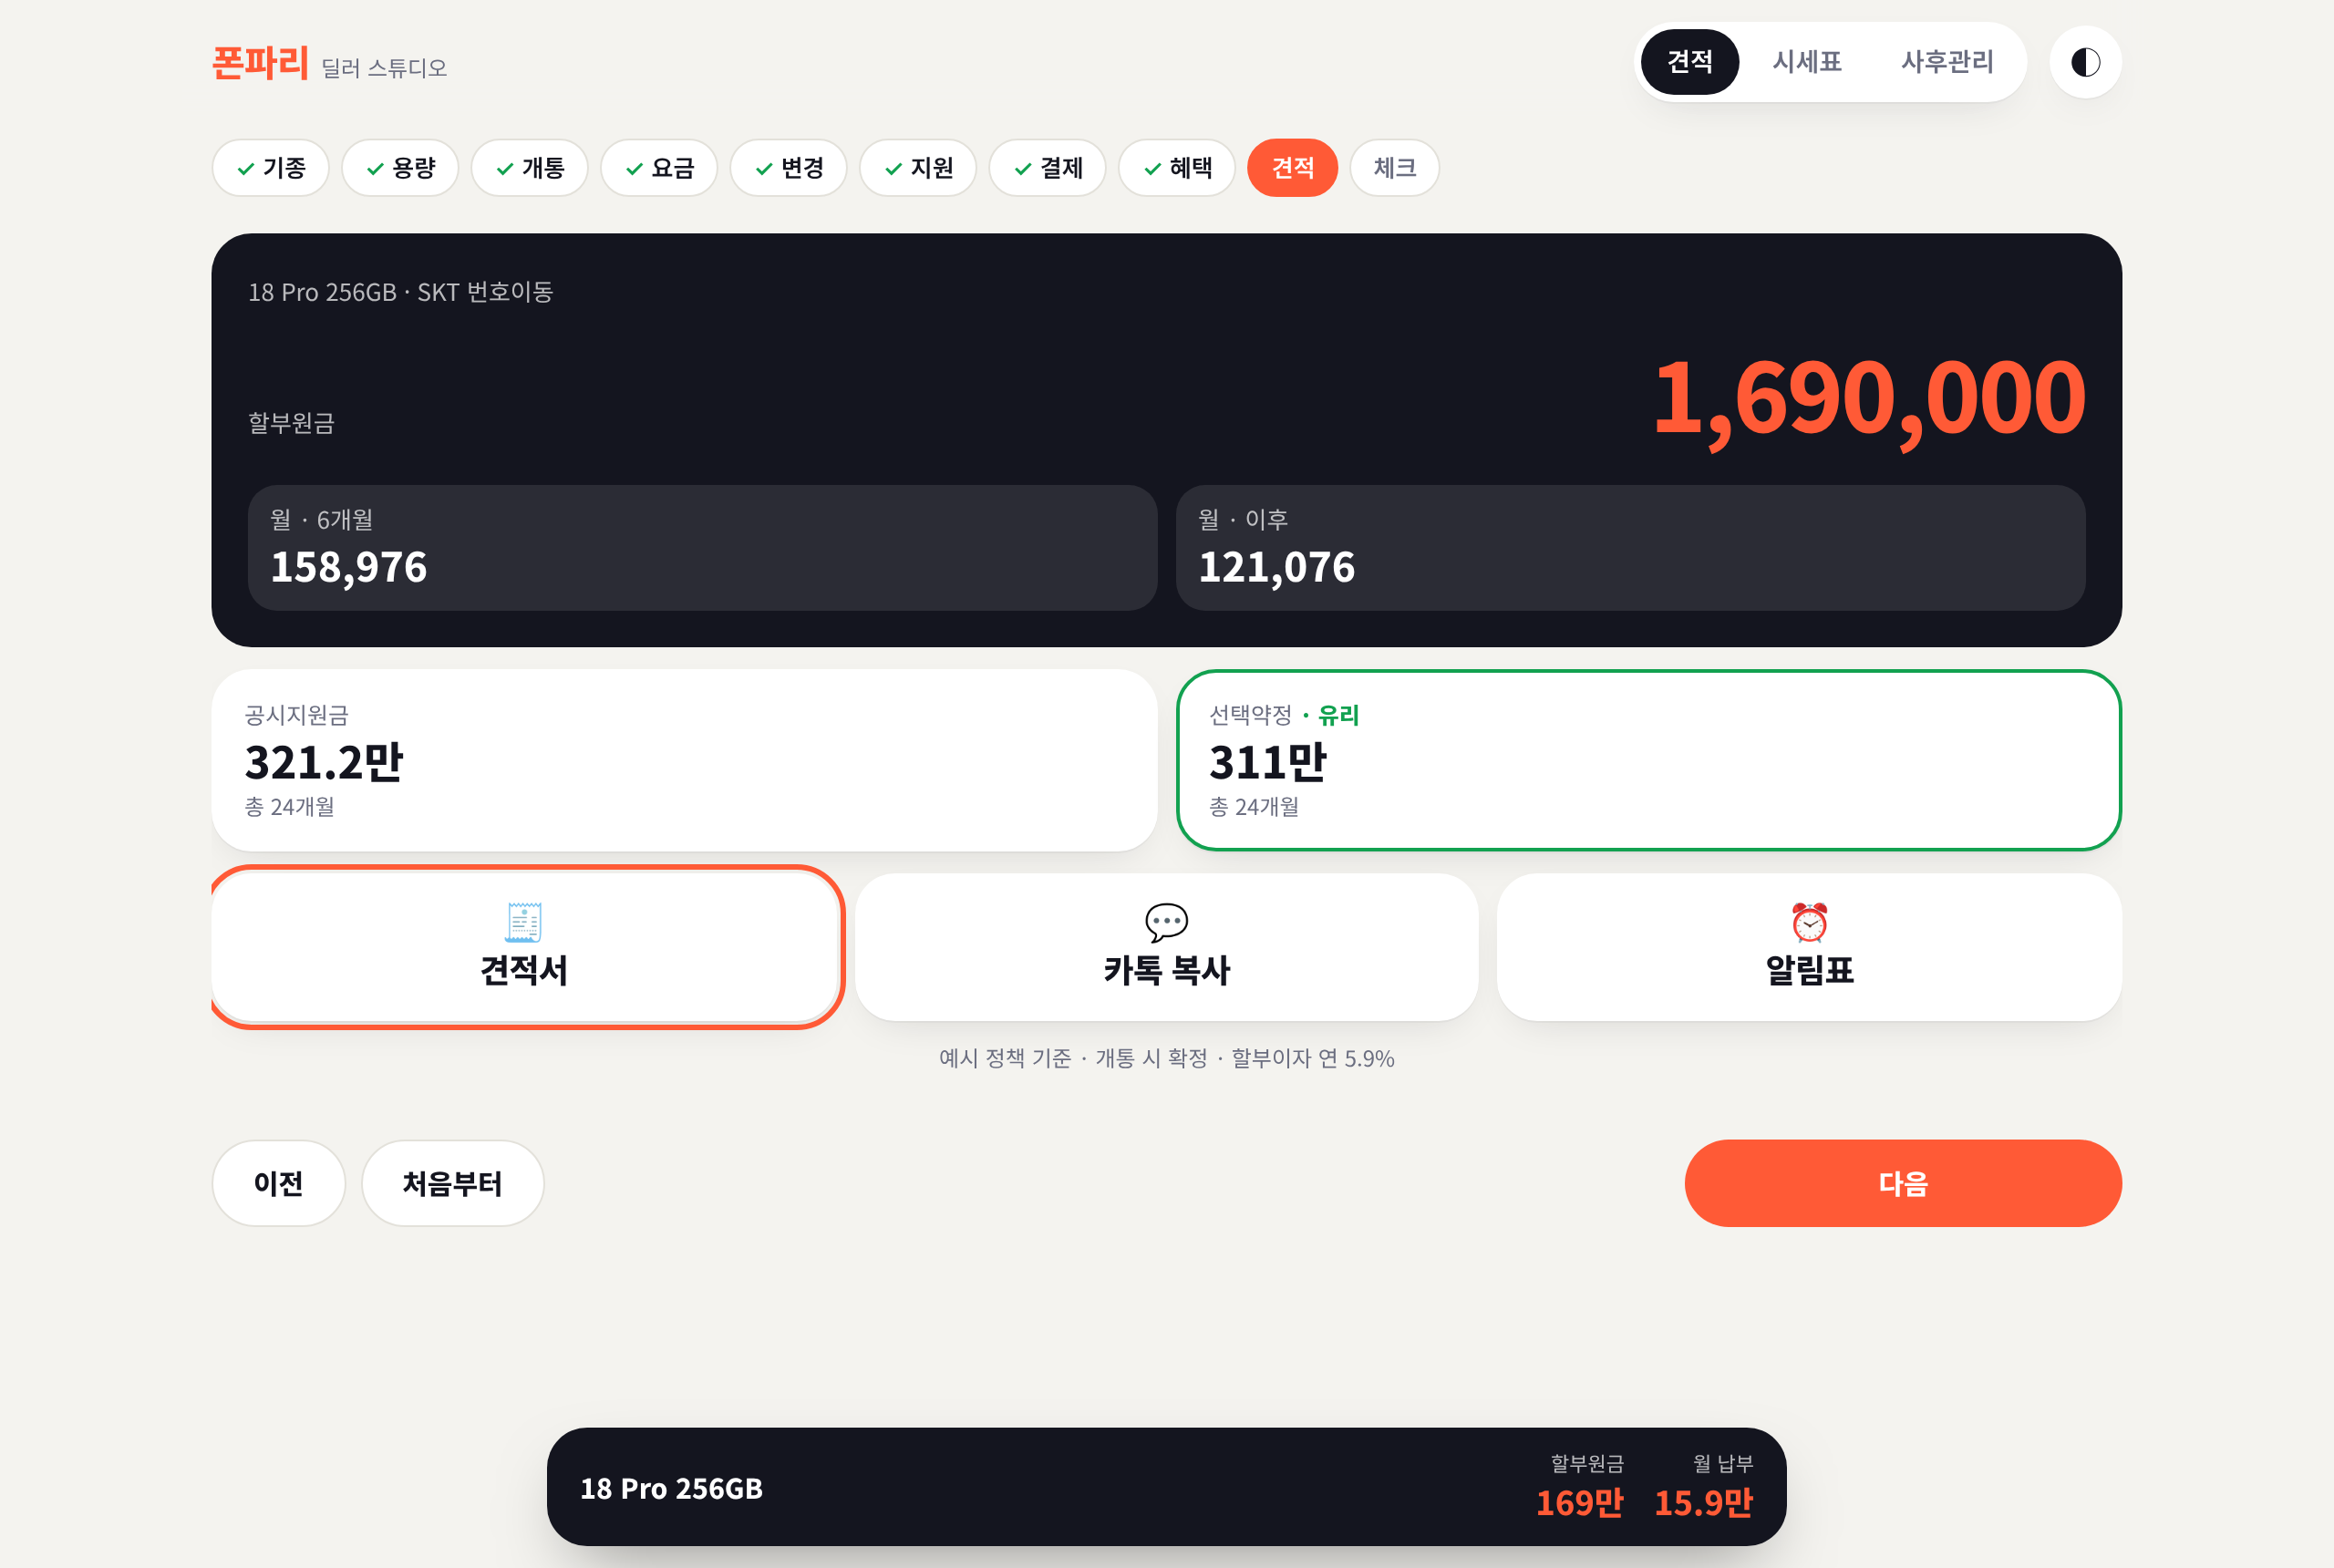 폰파리 딜러 스튜디오
견적 시세표 사후관리
기종 용량 개통 요금 변경 지원 결제 혜택 견적 체크
18 Pro 256GB · SKT 번호이동
할부원금 1,690,000
월 · 6개월
158,976
월 · 이후
121,076
공시지원금
321.2만
총 24개월
선택약정 · 유리
311만
총 24개월
견적서
카톡 복사
알림표
예시 정책 기준 · 개통 시 확정 · 할부이자 연 5.9%
이전 처음부터 다음
18 Pro 256GB
할부원금
169만
월 납부
15.9만